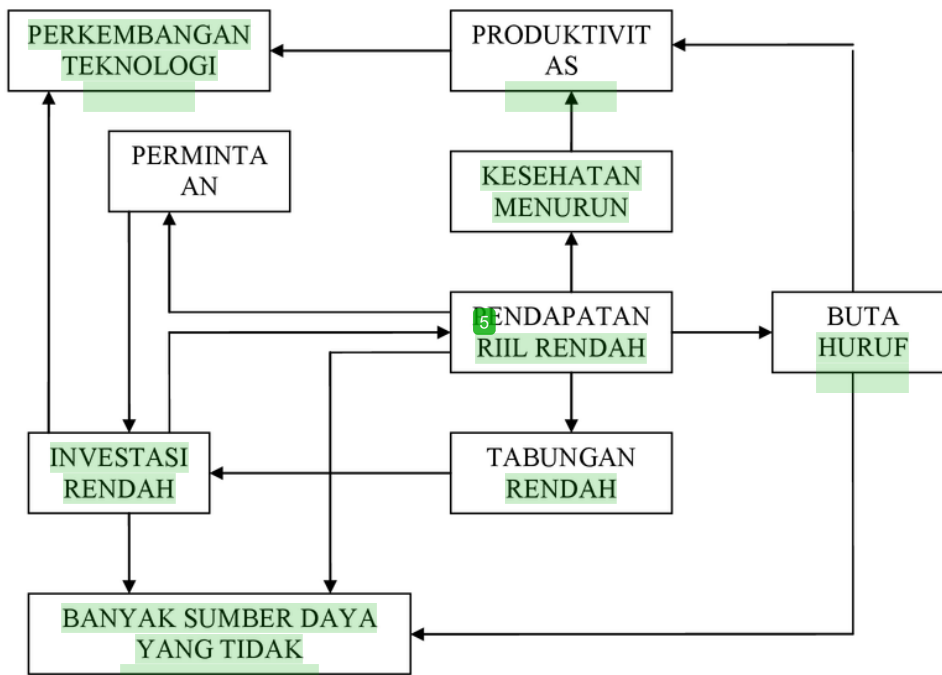 PERKEMBANGAN
TEKNOLOGI
PRODUKTIVIT
AS
PERMINTA
AN
KESEHATAN
MENURUN
PENDAPATAN
RIIL RENDAH
5
BUTA
HURUF
INVESTASI
RENDAH
TABUNGAN
RENDAH
BANYAK SUMBER DAYA
YANG TIDAK